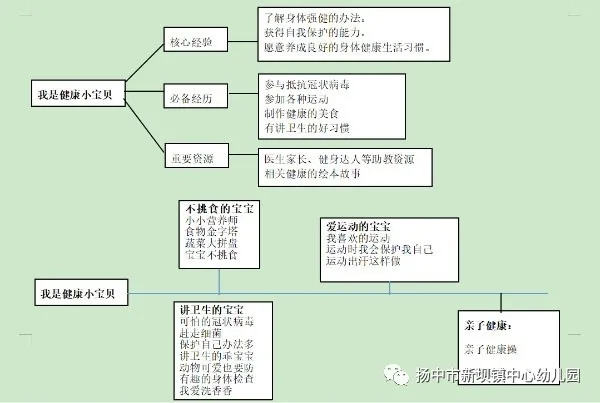 我是健康小宝贝
核心经验
了解身体强健的办法。
获得自我保护的能力。
愿意养成良好的身体健康生活习惯。
必备经历
参与抵抗冠状病毒
参加各种运动
制作健康的美食
有讲卫生的好习惯
重要资源
医生家长、健身达人等助教资源
相关健康的绘本故事
不挑食的宝宝
小小营养师
食物金字塔
蔬菜大拼盘
宝宝不挑食
爱运动的宝宝
我喜欢的运动
运动时我会保护我自己
运动出汗这样做
我是健康小宝贝
讲卫生的宝宝
可怕的冠状病毒
赶走细菌
保护自己办法多
讲卫生的乖宝宝
动物可爱也要防
有趣的身体检查
我爱洗香香
亲子健康：
亲子健康操
扬中市新坝镇中心幼儿园